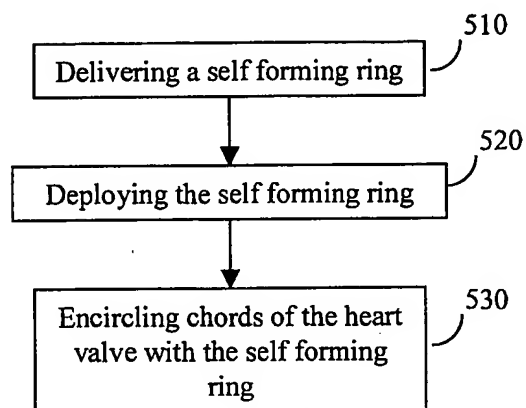 510
Delivering a self forming ring
520
Deploying the self forming ring
530
Encircling chords of the heart
valve with the self forming
ring